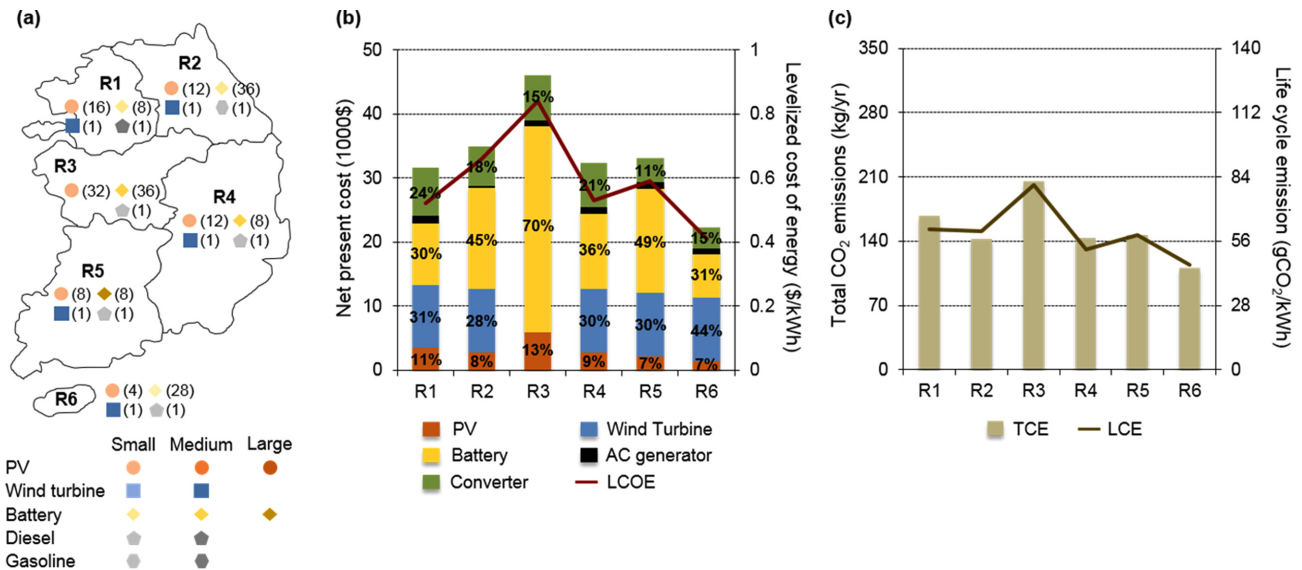 (a)
R1
(16) (8)
(1) (1)
R2
(12) (36)
(1) (1)
R3
(32) (36)
(1)
R4
(12) (8)
(1) (1)
R5
(8) (8)
(1) (1)
R6
(4) (28)
(1) (1)
Small Medium Large
PV
Wind turbine
Battery
Diesel
Gasoline
(b)
Net present cost (1000$)
50
40
30
20
10
0
24%
30%
31%
11%
18%
45%
28%
8%
15%
70%
13%
21%
36%
30%
9%
11%
49%
30%
7%
15%
31%
44%
7%
1
0.8
0.6
0.4
0.2
0
Levelized cost of energy ($/kWh)
R1 R2 R3 R4 R5 R6
PV Wind Turbine
Battery AC generator
Converter LCOE
(c)
Total CO2 emissions (kg/yr)
350
280
210
140
70
0
140
112
84
56
28
0
Life cycle emission (gCO2/kWh)
R1 R2 R3 R4 R5 R6
TCE LCE